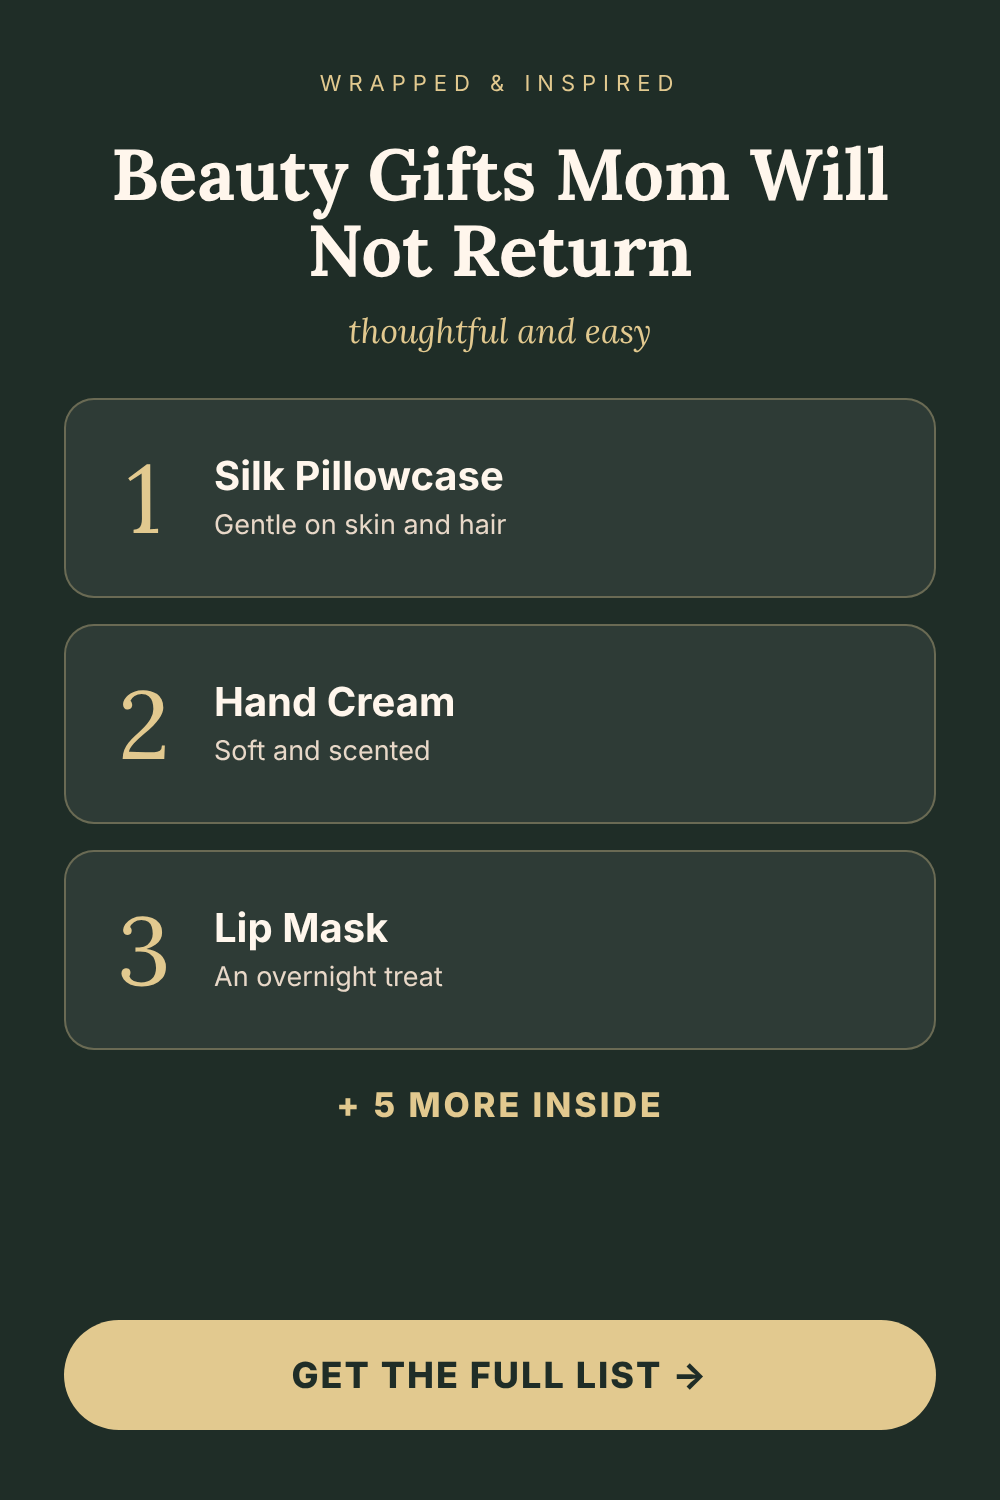 WRAPPED & INSPIRED
Beauty Gifts Mom Will
Not Return
thoughtful and easy
1
Silk Pillowcase
Gentle on skin and hair
2
Hand Cream
Soft and scented
3
Lip Mask
An overnight treat
+ 5 MORE INSIDE
GET THE FULL LIST →